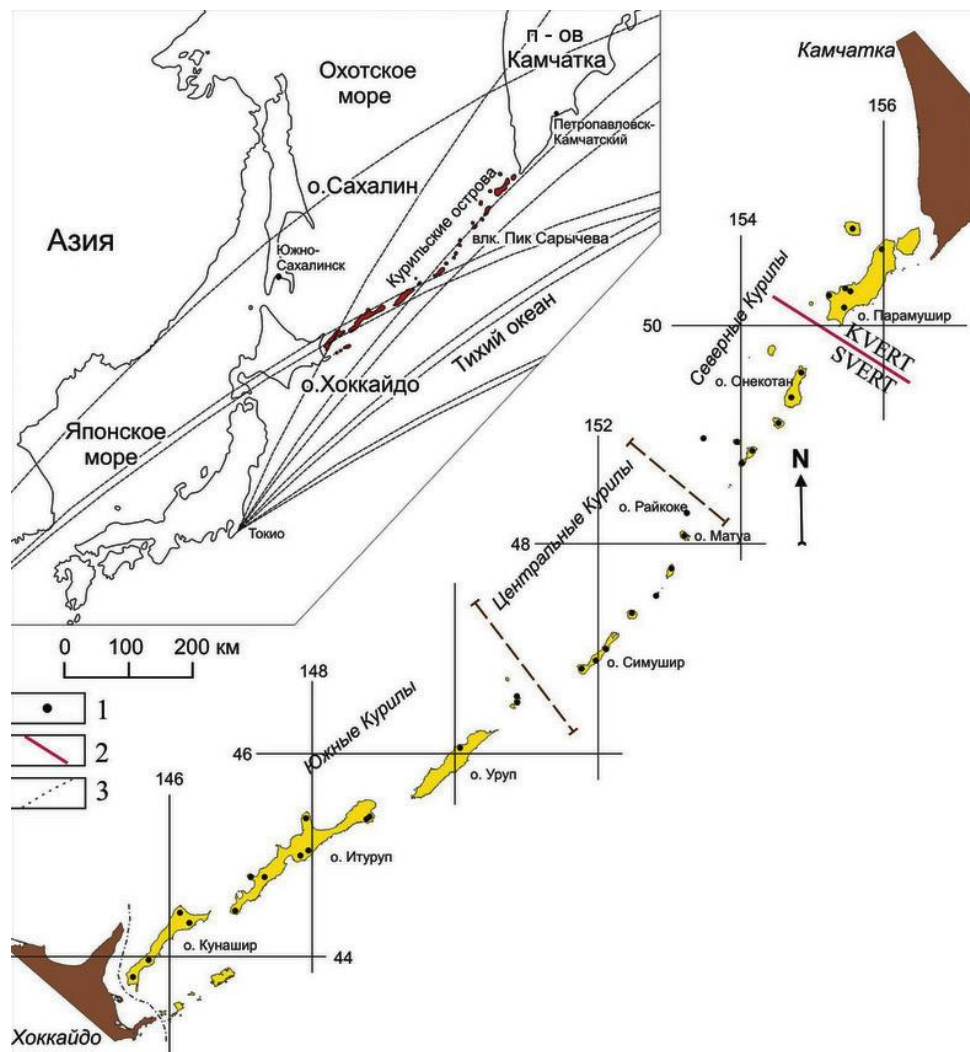 п - ов
Камчатка
Охотское
море
Петропавловск-
Камчатский
о.Сахалин
Курильские острова
Азия
Южно-
Сахалинск
влк. Пик Сарычева
Тихий океан
о.Хоккайдо
Японское
море
Токио
Камчатка
156
154
о. Парамушир
Северные Курилы
50
KVERT
SVERT
о. Онекотан
152
N
о. Райкоке
о. Матуа
48
Центральные Курилы
0 100 200 км
148
о. Симушир
1
2
3
Южные Курилы
46
о. Уруп
146
о. Итуруп
о. Кунашир
44
Хоккайдо